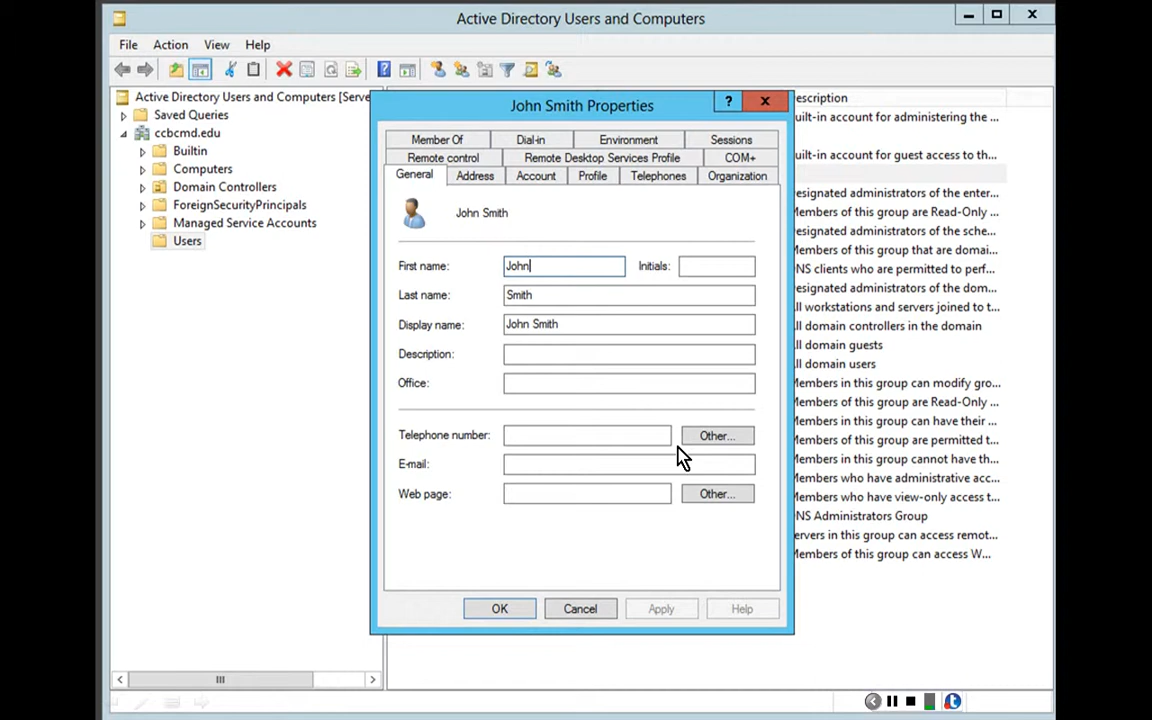 Active Directory Users and Computers
File Action View Help
Active Directory Users and Computers [Serve
Saved Queries
ccbcmd.edu
Builtin
Computers
Domain Controllers
ForeignSecurityPrincipals
Managed Service Accounts
Users
John Smith Properties
?
Member Of Dial-in Environment Sessions
Remote control Remote Desktop Services Profile COM+
General Address Account Profile Telephones Organization
John Smith
First name: John Initials:
Last name: Smith
Display name: John Smith
Description:
Office:
Telephone number: Other...
E-mail:
Web page: Other...
OK Cancel Apply Help
escription
uilt-in account for administering the ...
uilt-in account for guest access to th...
esignated administrators of the enter...
Members of this group are Read-Only ...
esignated administrators of the sche...
Members of this group that are domai...
NS clients who are permitted to perf...
esignated administrators of the dom...
ll workstations and servers joined to t...
ll domain controllers in the domain
ll domain guests
ll domain users
Members in this group can modify gro...
Members of this group are Read-Only ...
Members in this group can have their ...
Members of this group are permitted t...
Members in this group cannot have th...
Members who have administrative acc...
Members who have view-only access t...
NS Administrators Group
ervers in this group can access remot...
Members of this group can access W...